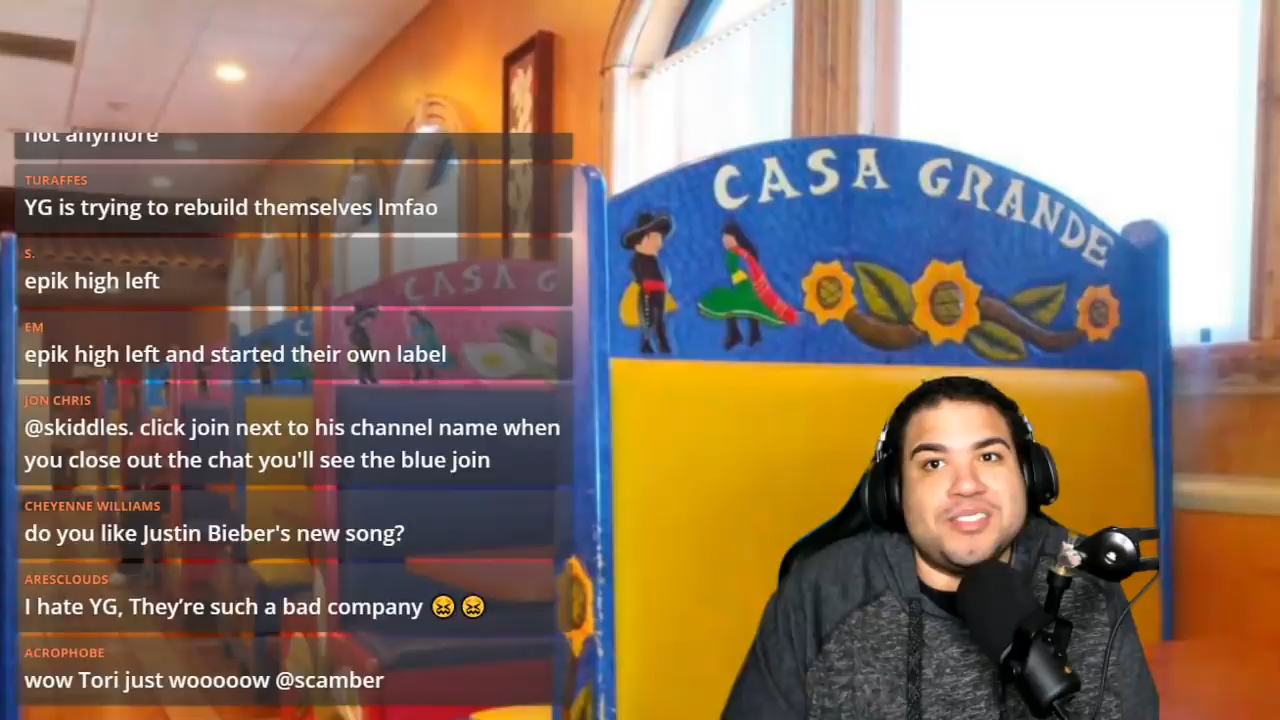 not anymore
TURAFFES
YG is trying to rebuild themselves lmfao
S.
epik high left
EM
epik high left and started their own label
JON CHRIS
@skiddles. click join next to his channel name when
you close out the chat you'll see the blue join
CHEYENNE WILLIAMS
do you like Justin Bieber's new song?
ARESCLOUDS
I hate YG, They’re such a bad company 😖 😖
ACROPHOBE
wow Tori just wooooow @scamber
CASA GRANDE
CASA G